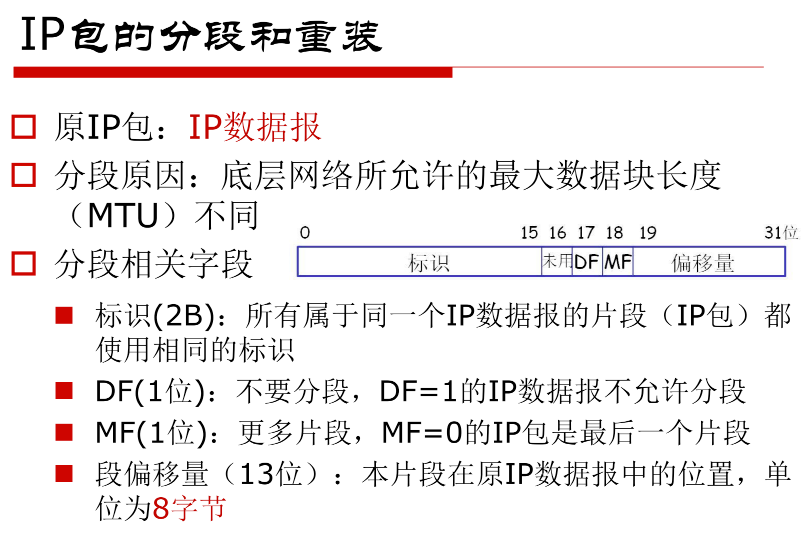 IP包的分段和重装
原IP包：IP数据报
分段原因：底层网络所允许的最大数据块长度
（MTU）不同
0 15 16 17 18 19 31位
分段相关字段
标识 未用 DF MF 偏移量
标识(2B)：所有属于同一个IP数据报的片段（IP包）都
使用相同的标识
DF(1位)：不要分段，DF=1的IP数据报不允许分段
MF(1位)：更多片段，MF=0的IP包是最后一个片段
段偏移量（13位）：本片段在原IP数据报中的位置，单
位为8字节